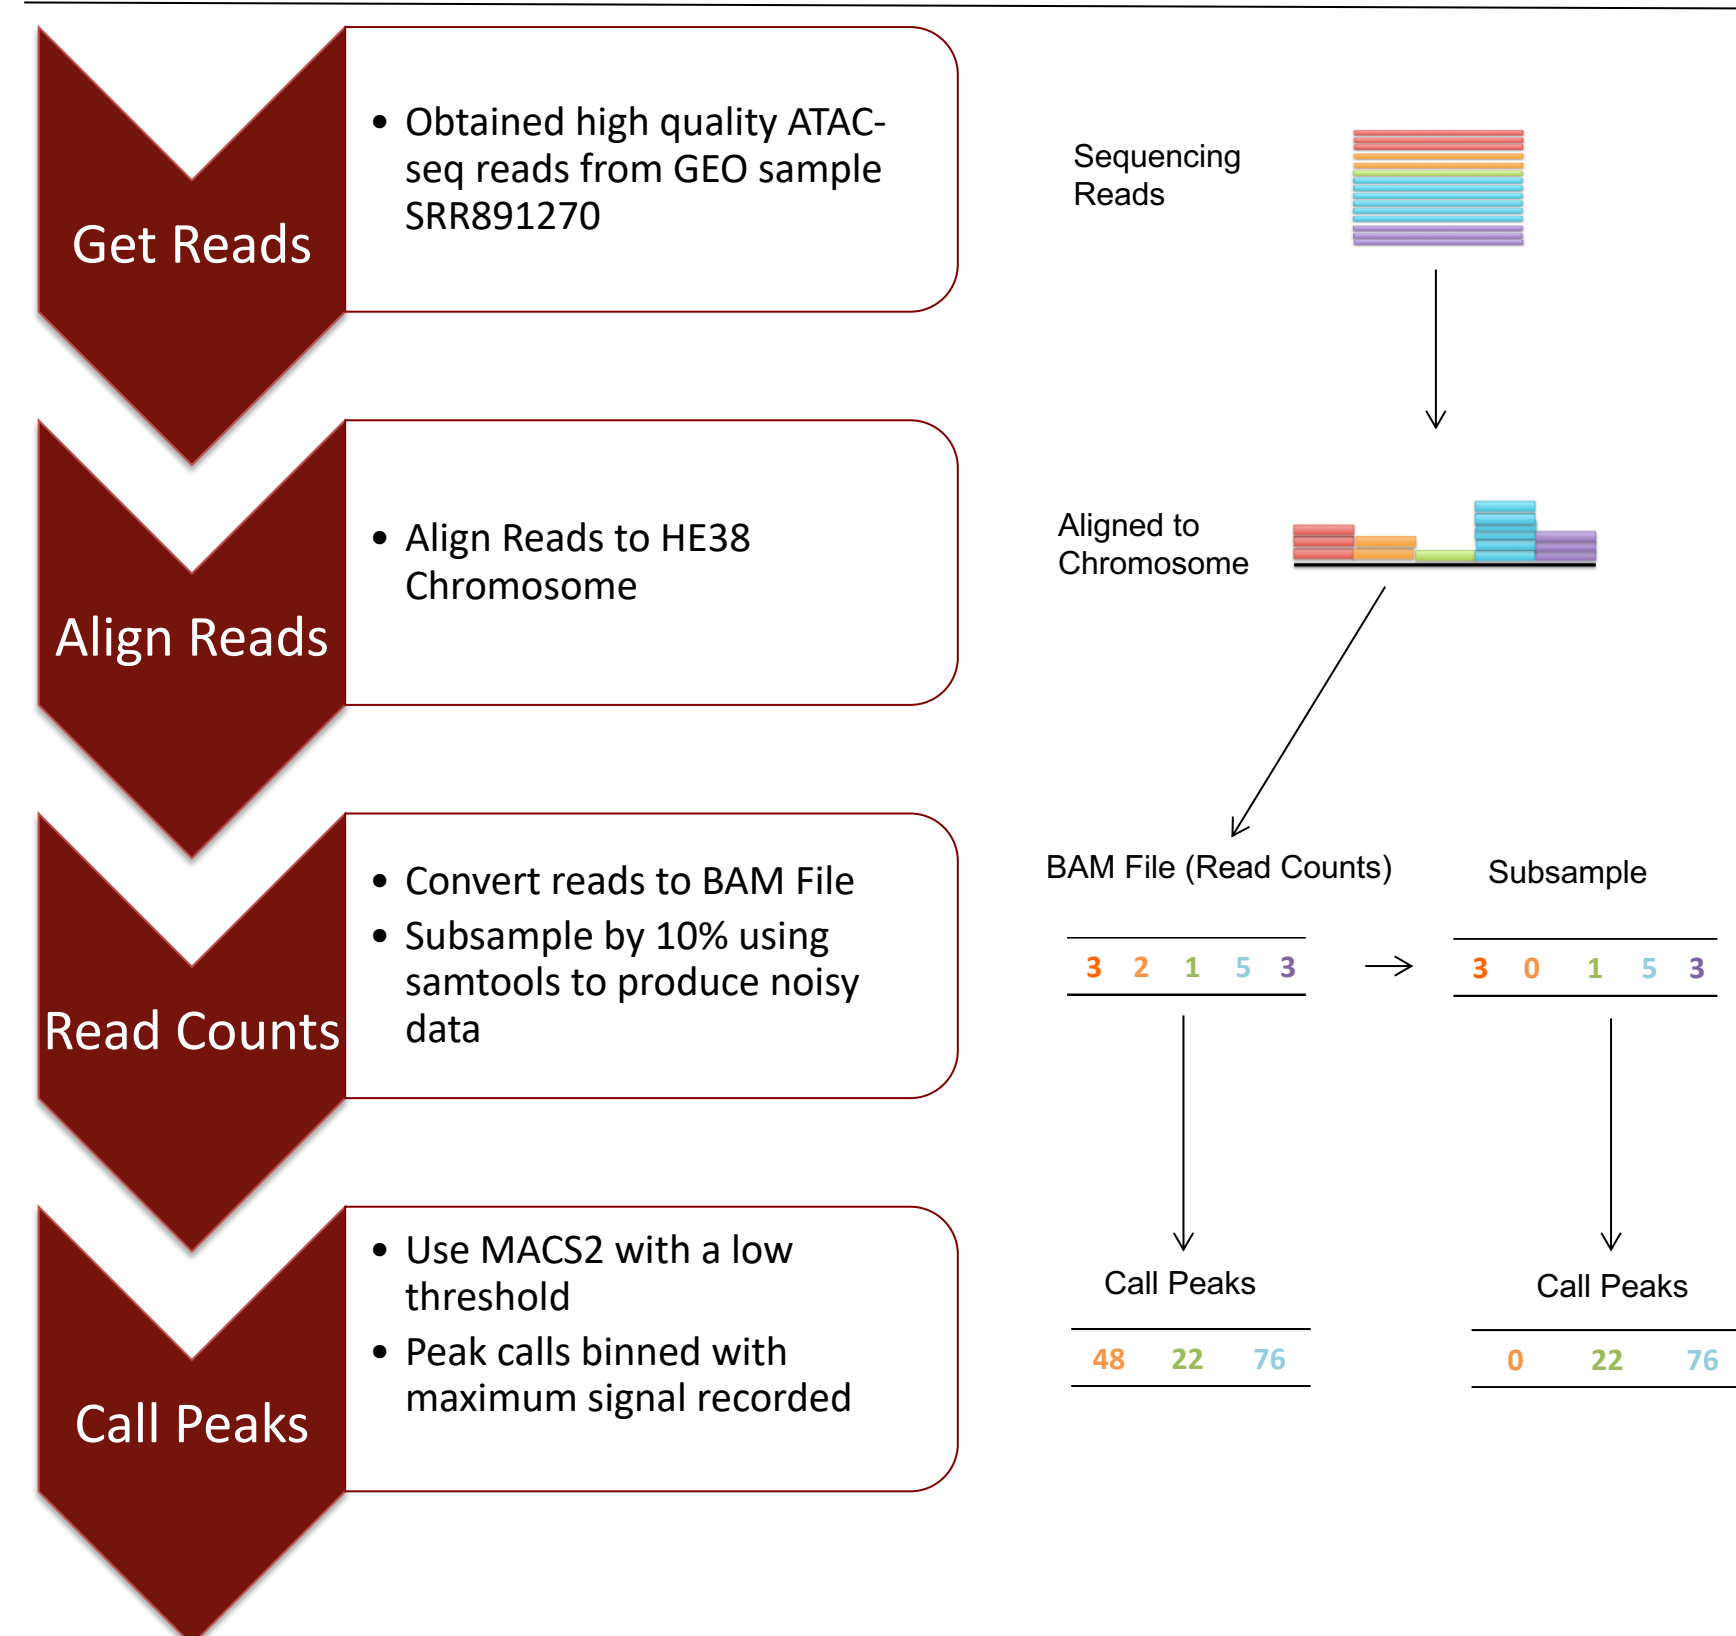 Get Reads
• Obtained high quality ATAC-
seq reads from GEO sample
SRR891270
Align Reads
• Align Reads to HE38
Chromosome
Read Counts
• Convert reads to BAM File
• Subsample by 10% using
samtools to produce noisy
data
Call Peaks
• Use MACS2 with a low
threshold
• Peak calls binned with
maximum signal recorded
Sequencing
Reads
Aligned to
Chromosome
BAM File (Read Counts)
3 2 1 5 3
Subsample
3 0 1 5 3
Call Peaks
48 22 76
Call Peaks
0 22 76